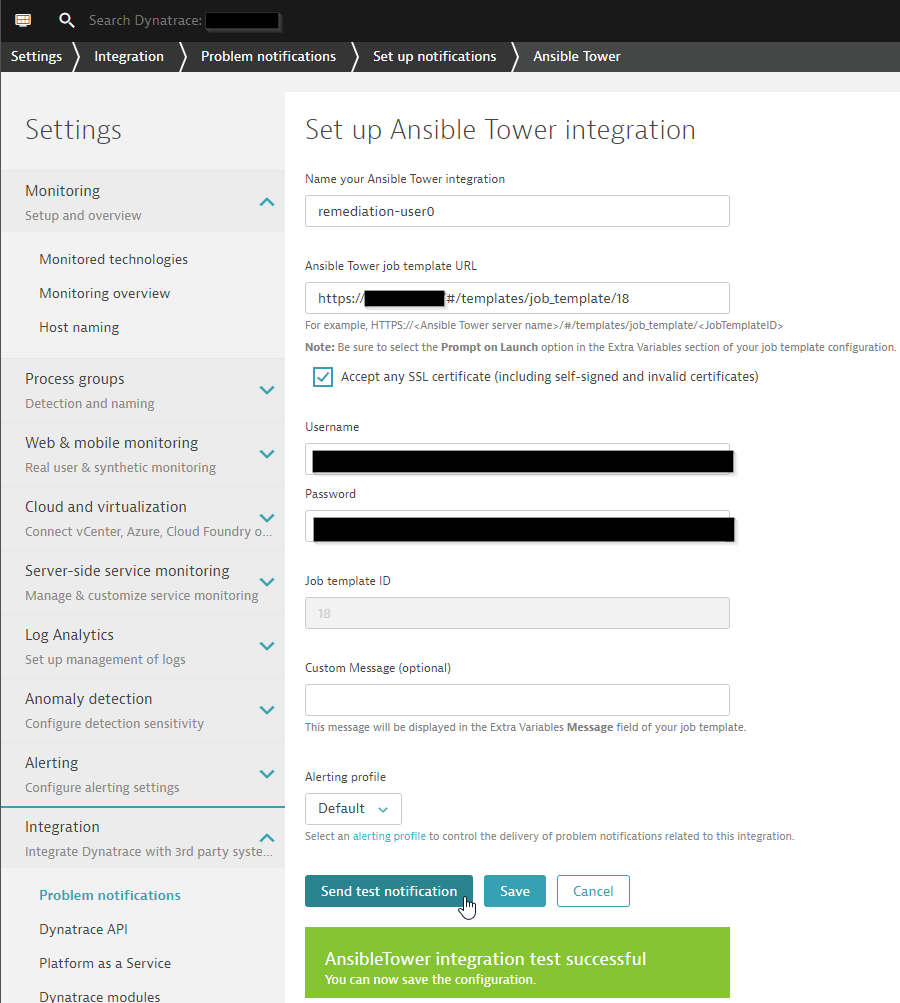 Search Dynatrace:
Settings Integration Problem notifications Set up notifications Ansible Tower
Settings
Monitoring
Setup and overview
Monitored technologies
Monitoring overview
Host naming
Process groups
Detection and naming
Web & mobile monitoring
Real user & synthetic monitoring
Cloud and virtualization
Connect vCenter, Azure, Cloud Foundry o...
Server-side service monitoring
Manage & customize service monitoring
Log Analytics
Set up management of logs
Anomaly detection
Configure detection sensitivity
Alerting
Configure alerting settings
Integration
Integrate Dynatrace with 3rd party syste...
Problem notifications
Dynatrace API
Platform as a Service
Dynatrace modules
Set up Ansible Tower integration
Name your Ansible Tower integration
remediation-user0
Ansible Tower job template URL
https:// /#/templates/job_template/18
For example, HTTPS://<Ansible Tower server name>/#/templates/job_template/<JobTemplateID>
Note: Be sure to select the Prompt on Launch option in the Extra Variables section of your job template configuration.
Accept any SSL certificate (including self-signed and invalid certificates)
Username
Password
Job template ID
18
Custom Message (optional)
This message will be displayed in the Extra Variables Message field of your job template.
Alerting profile
Default
Select an alerting profile to control the delivery of problem notifications related to this integration.
Send test notification Save Cancel
AnsibleTower integration test successful
You can now save the configuration.